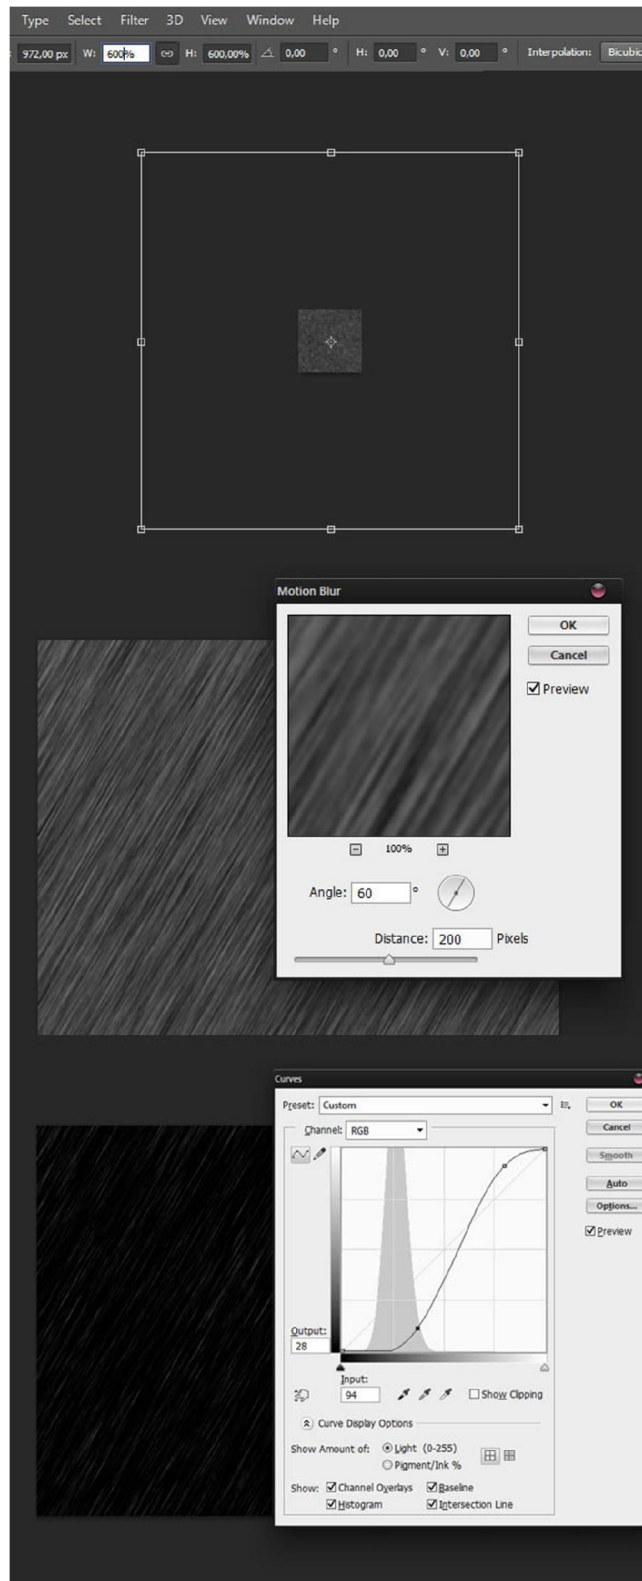 Type Select Filter 3D View Window Help
972,00 px W: 600% H: 600,00% 0,00 ° H: 0,00 ° V: 0,00 ° Interpolation: Bicubic
Motion Blur
OK
Cancel
Preview
100%
Angle: 60 °
Distance: 200 Pixels
Curves
Preset: Custom
OK
Channel: RGB
Cancel
Smooth
Auto
Options...
Preview
Output:
28
Input:
94
Show Clipping
Curve Display Options
Show Amount of: Light (0-255)
Pigment/Ink %
Show: Channel Overlays Baseline
Histogram Intersection Line